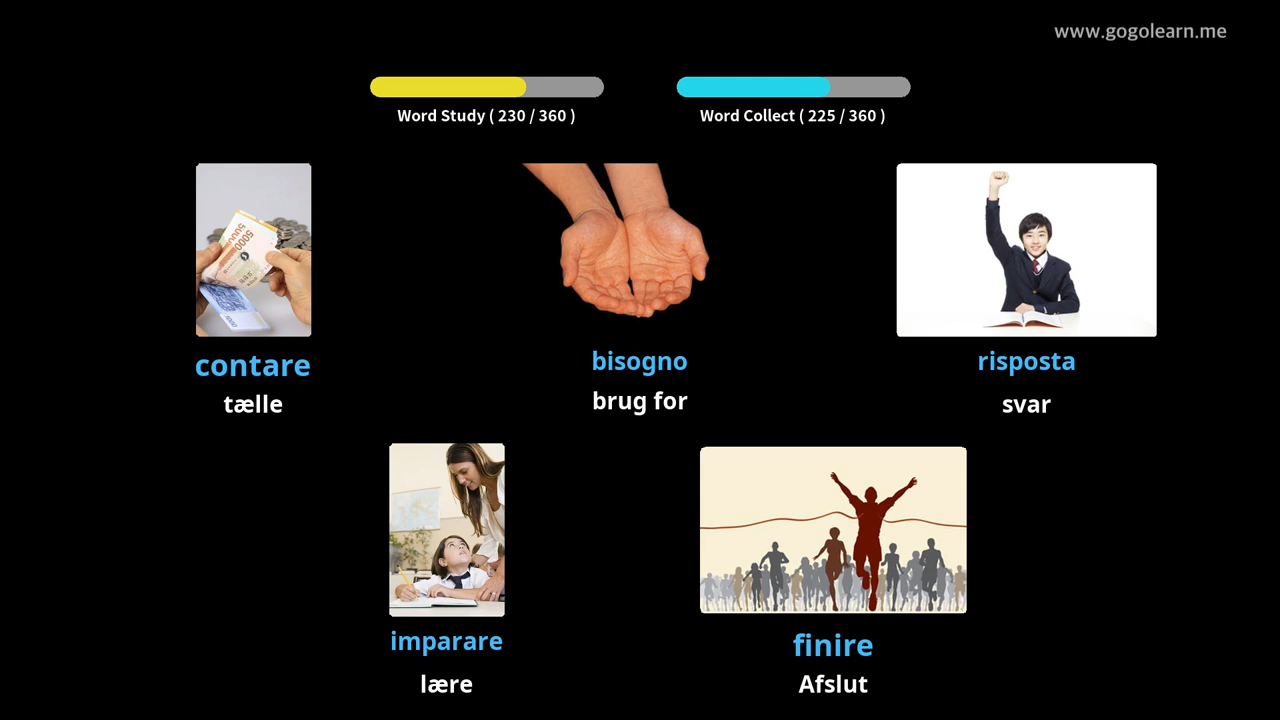 www.gogolearn.me
Word Study ( 230 / 360 )
Word Collect ( 225 / 360 )
contare
tælle
bisogno
brug for
risposta
svar
imparare
lære
finire
Afslut